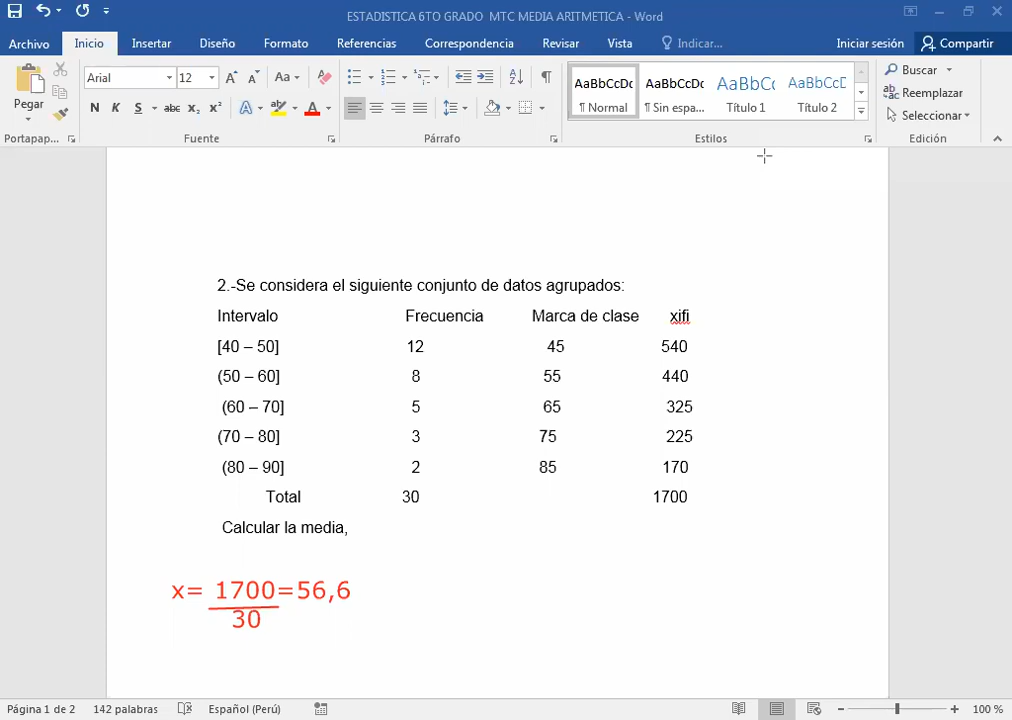 ESTADISTICA 6TO GRADO  MTC MEDIA ARITMETICA - Word
Archivo Inicio Insertar Diseño Formato Referencias Correspondencia Revisar Vista Indicar... Iniciar sesión Compartir
Pegar
Arial 12 Aa
N K S abc x₂ x² A A
AaBbCcDc AaBbCcDc AaBbCc AaBbCcD
¶ Normal ¶ Sin espa... Título 1 Título 2
Buscar
Reemplazar
Seleccionar
Portapap... Fuente Párrafo Estilos Edición
2.-Se considera el siguiente conjunto de datos agrupados:
Intervalo Frecuencia Marca de clase xifi
[40 – 50] 12 45 540
(50 – 60] 8 55 440
(60 – 70] 5 65 325
(70 – 80] 3 75 225
(80 – 90] 2 85 170
Total 30 1700
Calcular la media,
x= 1700=56,6
30
Página 1 de 2 142 palabras Español (Perú) 100 %